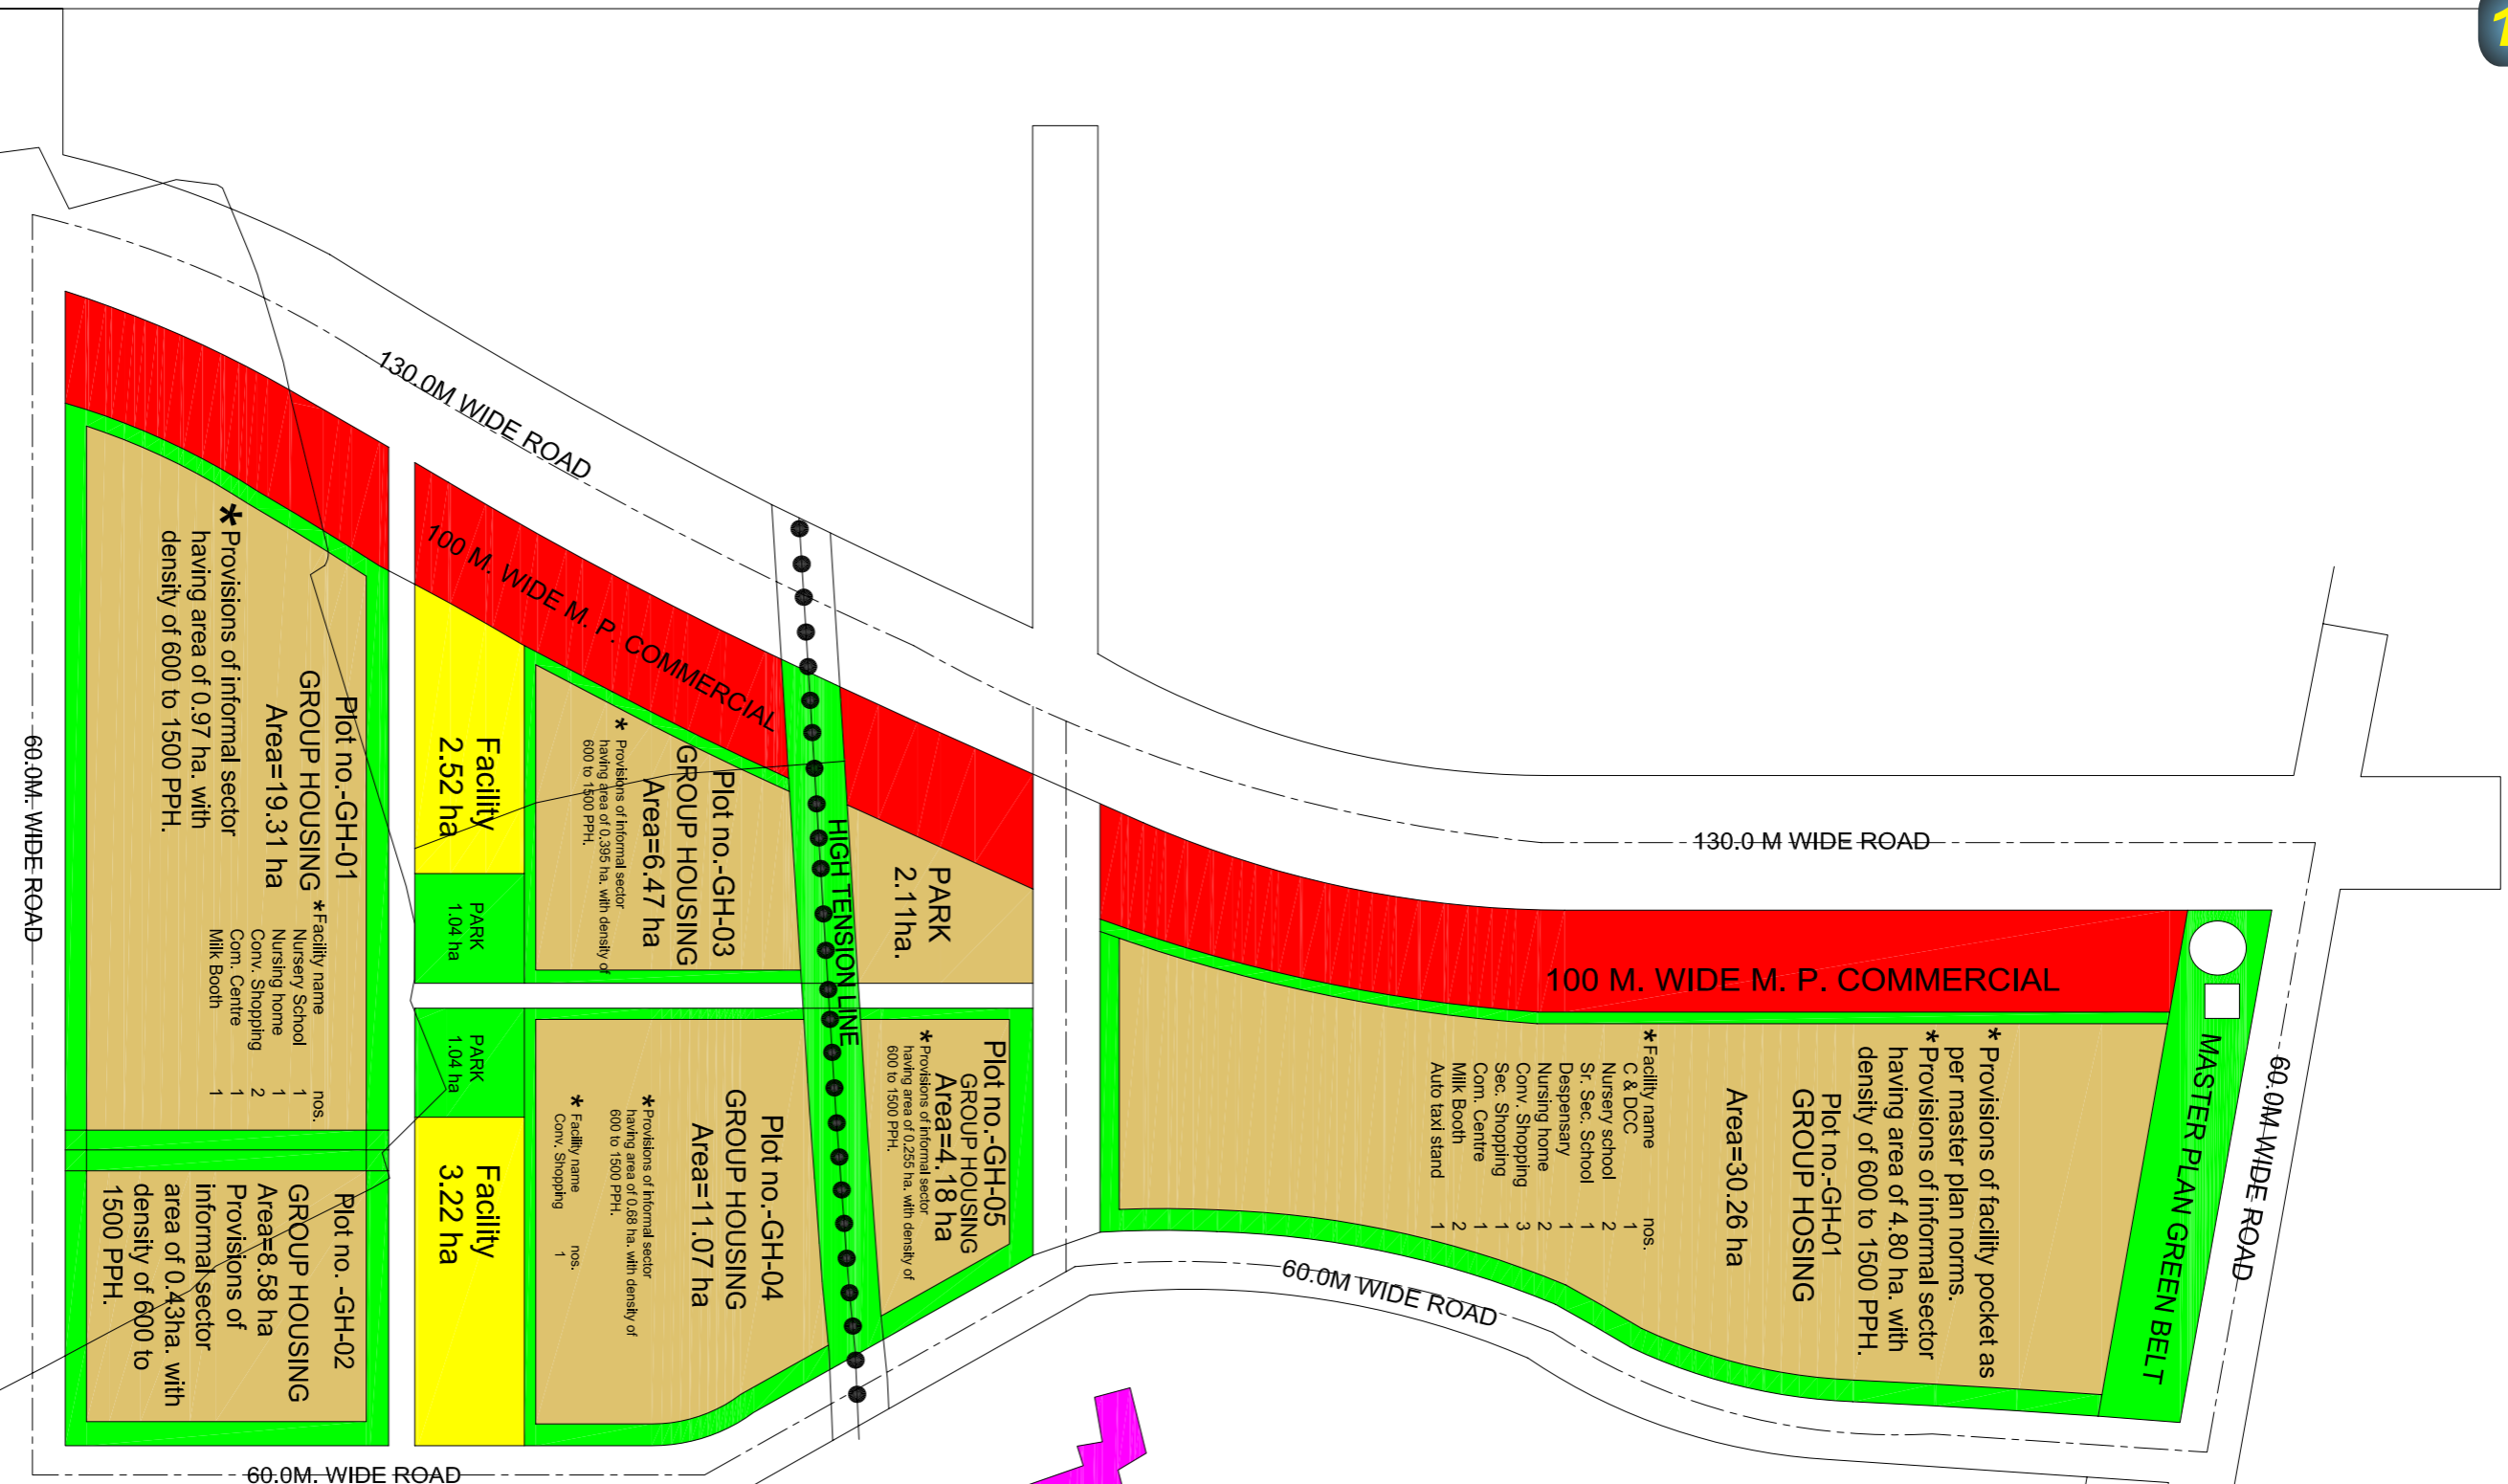 130.0M WIDE ROAD
100 M. WIDE M. P. COMMERCIAL
60.0M. WIDE ROAD
Plot no.-GH-01
GROUP HOUSING
Area=19.31 ha
* Provisions of informal sector
having area of 0.97 ha. with
density of 600 to 1500 PPH.
* Facility name nos.
Nursery School 1
Nursing home 1
Conv. Shopping 2
Com. Centre 1
Milk Booth 1
Plot no. -GH-02
GROUP HOUSING
Area=8.58 ha
Provisions of
informal sector
area of 0.43ha. with
density of 600 to
1500 PPH.
60.0M. WIDE ROAD
Facility
2.52 ha
PARK
1.04 ha
PARK
1.04 ha
Facility
3.22 ha
Plot no.-GH-03
GROUP HOUSING
Area=6.47 ha
* Provisions of informal sector
having area of 0.395 ha. with density of
600 to 1500 PPH.
HIGH TENSION LINE
PARK
2.11ha.
Plot no.-GH-04
GROUP HOUSING
Area=11.07 ha
* Provisions of informal sector
having area of 0.68 ha. with density of
600 to 1500 PPH.
* Facility name nos.
Conv. Shopping 1
Plot no.-GH-05
GROUP HOUSING
Area=4.18 ha
* Provisions of informal sector
having area of 0.255 ha. with density of
600 to 1500 PPH.
130.0 M WIDE ROAD
100 M. WIDE M. P. COMMERCIAL
* Provisions of facility pocket as
per master plan norms.
* Provisions of informal sector
having area of 4.80 ha. with
density of 600 to 1500 PPH.
Plot no.-GH-01
GROUP HOSING
Area=30.26 ha
* Facility name nos.
C & DCC 1
Nursery school 2
Sr. Sec. School 1
Despensary 1
Nursing home 2
Conv. Shopping 3
Sec. Shopping 1
Com. Centre 1
Milk Booth 2
Auto taxi stand 1
MASTER PLAN GREEN BELT
60.0M WIDE ROAD
60.0M WIDE ROAD